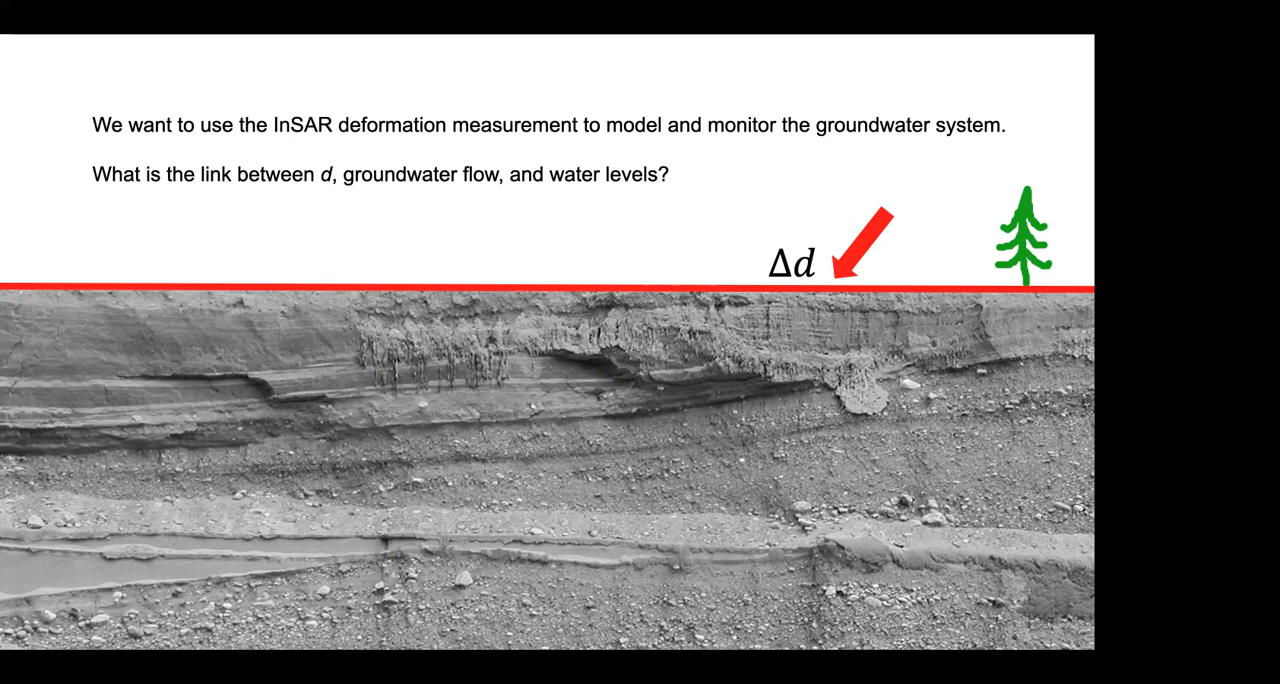 We want to use the InSAR deformation measurement to model and monitor the groundwater system.
What is the link between d, groundwater flow, and water levels?
Δd